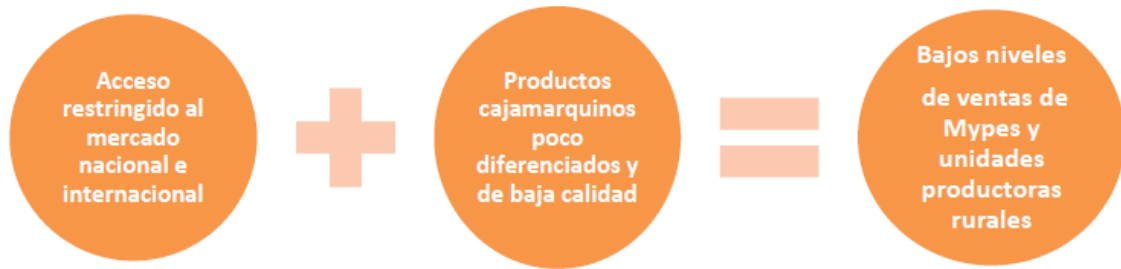 Acceso
restringido al
mercado
nacional e
internacional
Productos
cajamarquinos
poco
diferenciados y
de baja calidad
Bajos niveles
de ventas de
Mypes y
unidades
productoras
rurales